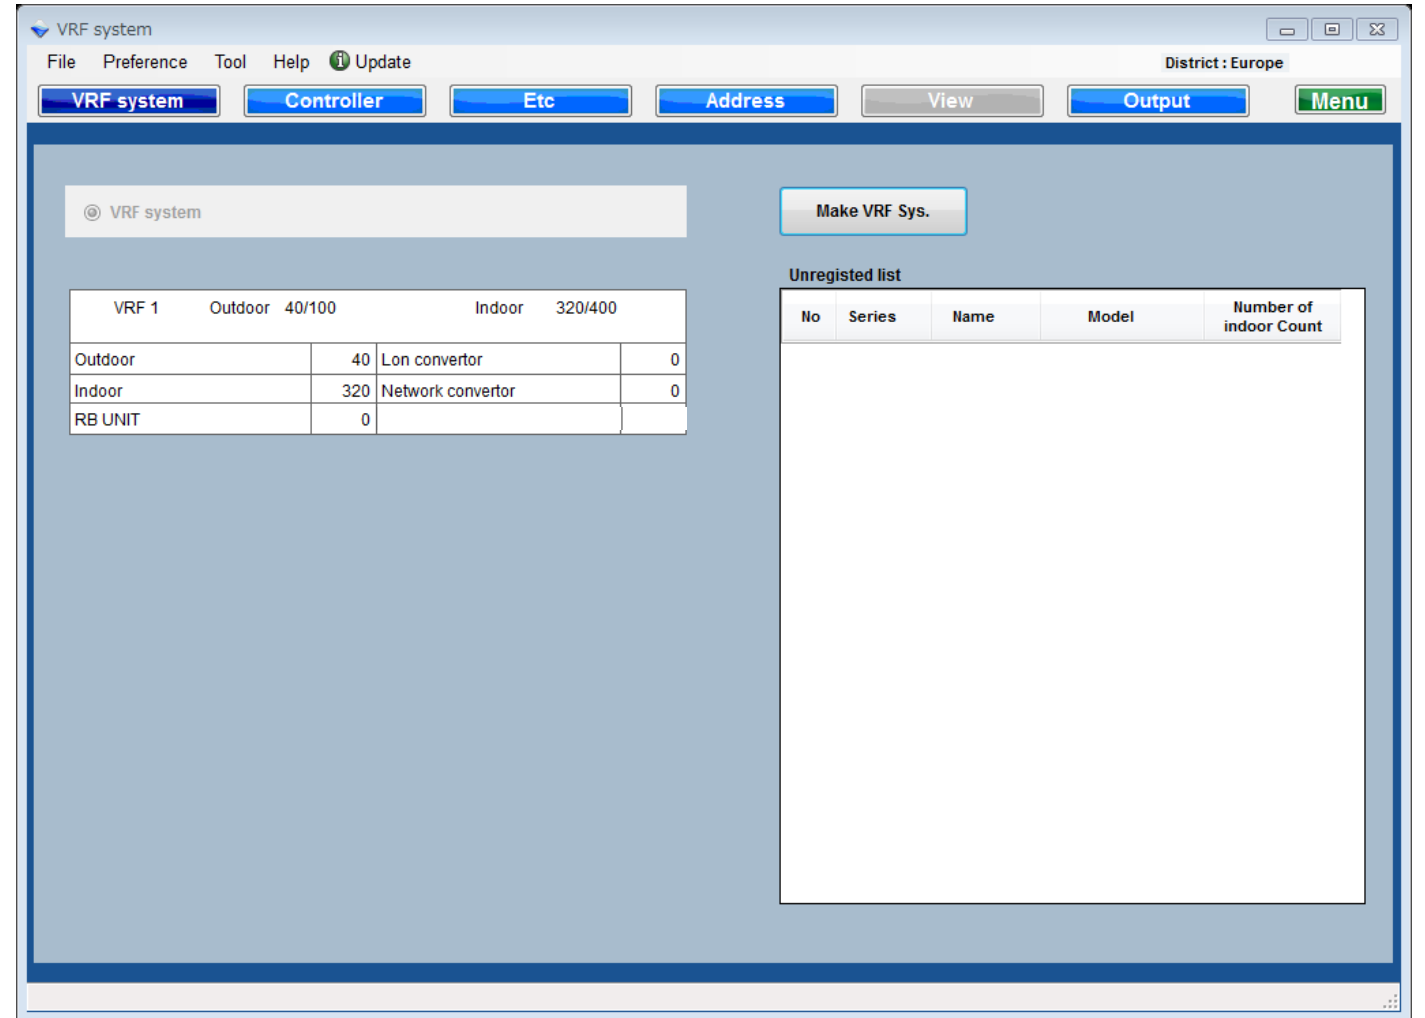 VRF system
File Preference Tool Help Update District : Europe
VRF system Controller Etc Address View Output Menu
VRF system
Make VRF Sys.
Unregisted list
VRF 1 Outdoor 40/100 Indoor 320/400
Outdoor 40 Lon convertor 0
Indoor 320 Network convertor 0
RB UNIT 0
No Series Name Model Number of
indoor Count